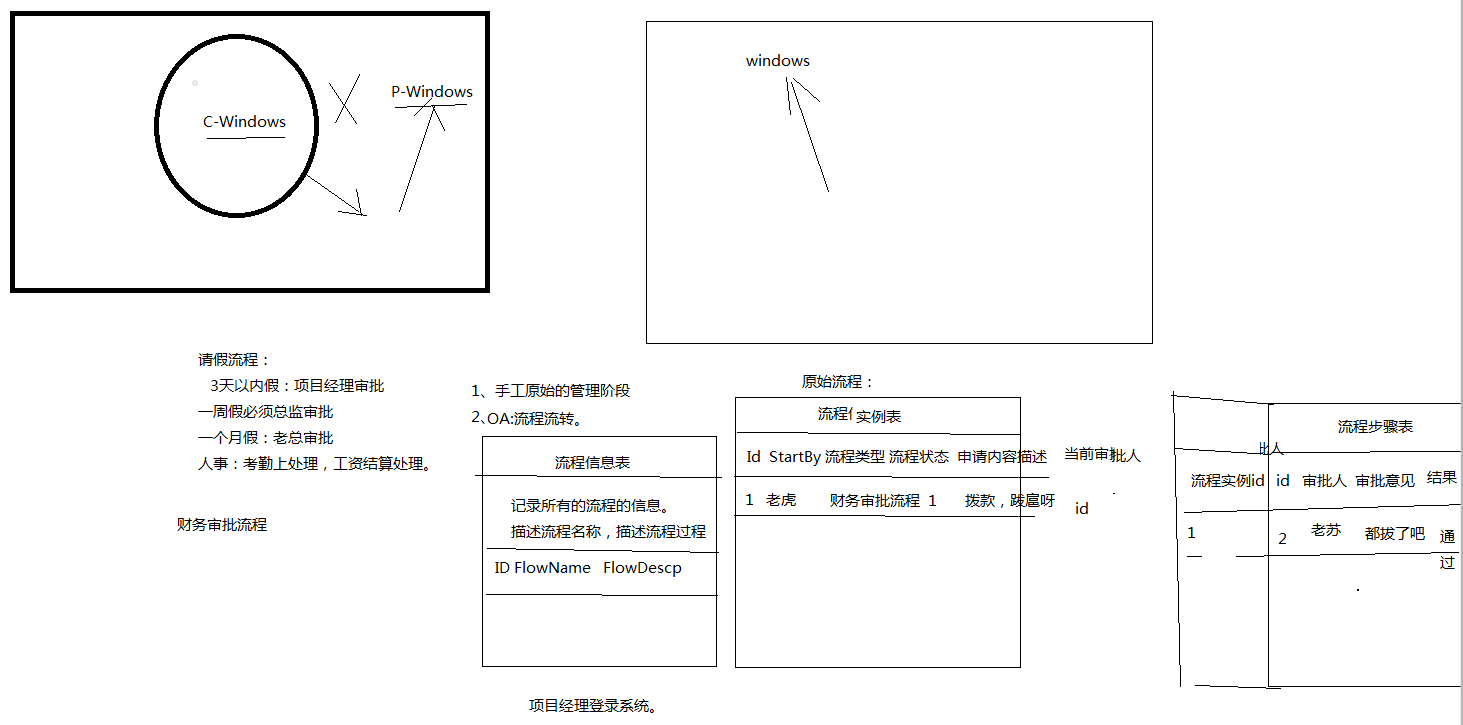 C-Windows
P-Windows
windows
请假流程：
3天以内假：项目经理审批
一周假必须总监审批
一个月假：老总审批
人事：考勤上处理，工资结算处理。
财务审批流程
1、手工原始的管理阶段
2、OA:流程流转。
流程信息表
记录所有的流程的信息。
描述流程名称，描述流程过程
ID FlowName FlowDescp
项目经理登录系统。
原始流程：
流程 实例表
Id StartBy 流程类型 流程状态 申请内容描述 当前审批人
1 老虎 财务审批流程 1 拨款，跋扈呀 id
流程步骤表
批人
流程实例id id 审批人 审批意见 结果
1 2 老苏 都拔了吧 通
过